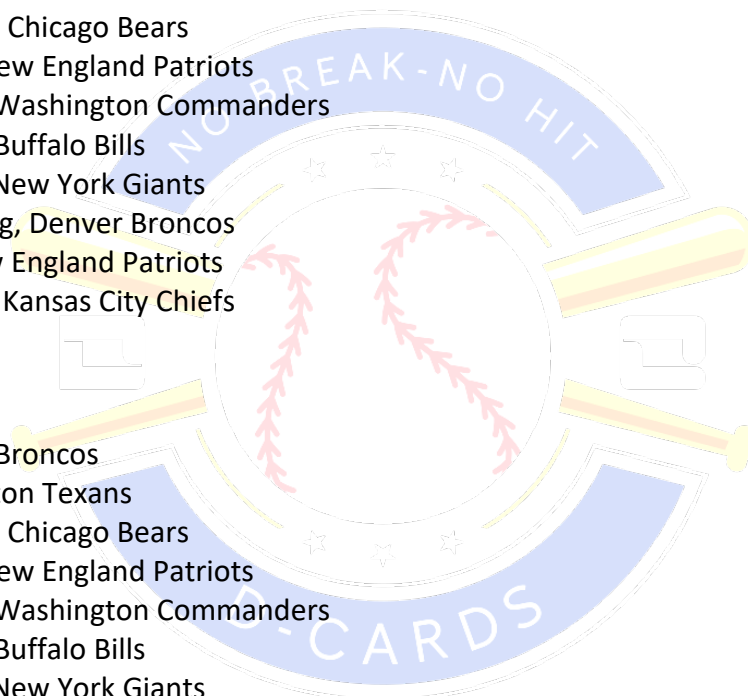 Chicago Bears
ew England Patriots
Washington Commanders
Buffalo Bills
New York Giants
g, Denver Broncos
England Patriots
Kansas City Chiefs
Broncos
on Texans
Chicago Bears
ew England Patriots
Washington Commanders
Buffalo Bills
New York Giants
NO BREAK-NO HIT
D-CARDS